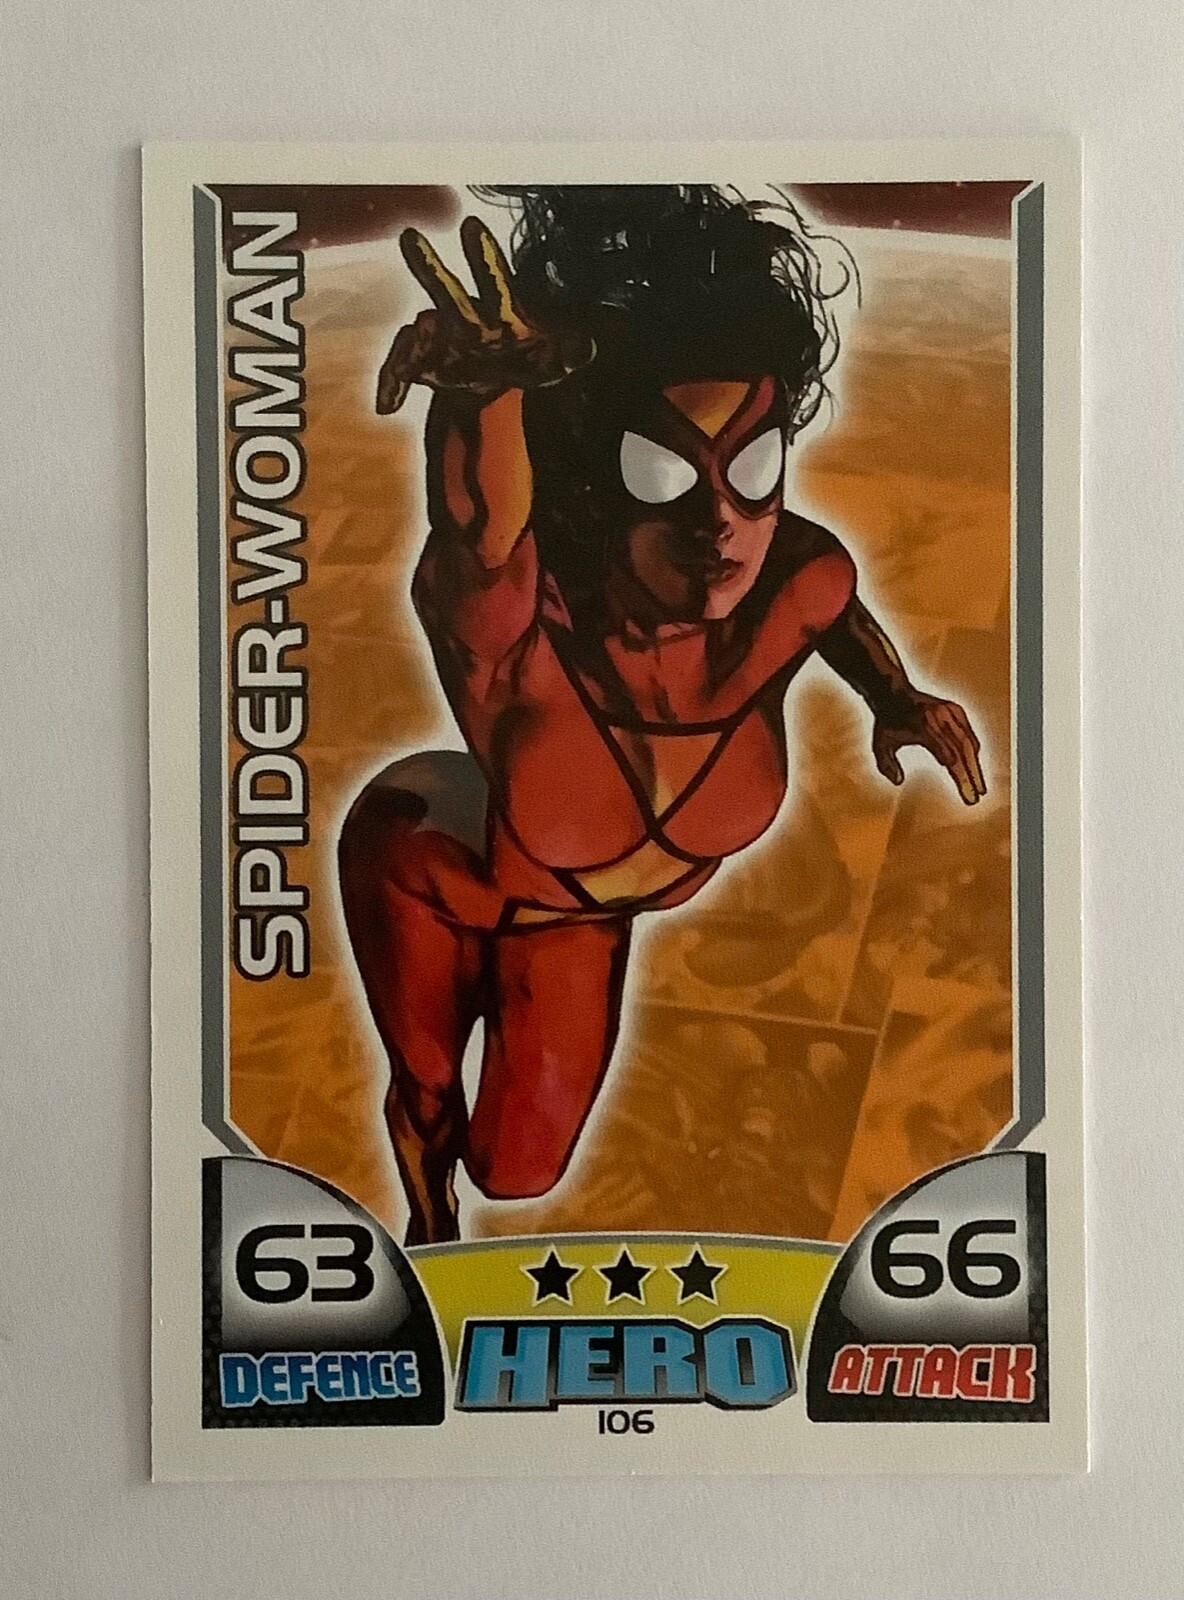 SPIDER-WOMAN
63
66
DEFENCE
HERO
ATTACK
106